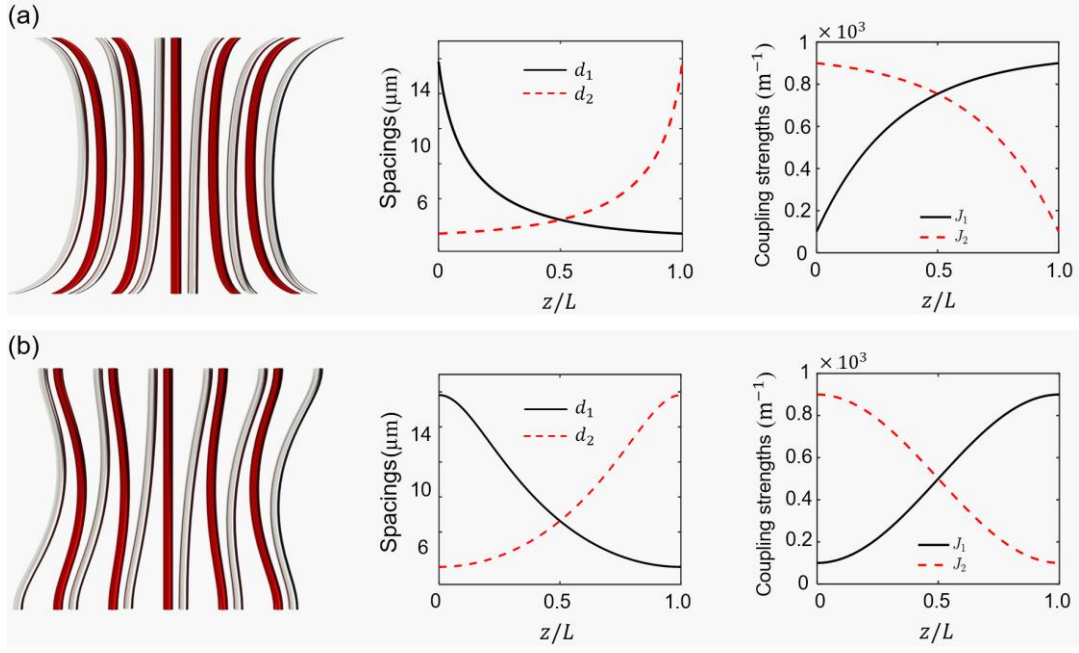 (a)
Spacings(μm)
14
10
6
d₁
d₂
0
0.5
1.0
z/L
× 10³
Coupling strengths (m⁻¹)
1
0.8
0.6
0.4
0.2
0
J₁
J₂
0
0.5
1.0
z/L
(b)
Spacings(μm)
14
10
6
d₁
d₂
0
0.5
1.0
z/L
× 10³
Coupling strengths (m⁻¹)
1
0.8
0.6
0.4
0.2
0
J₁
J₂
0
0.5
1.0
z/L